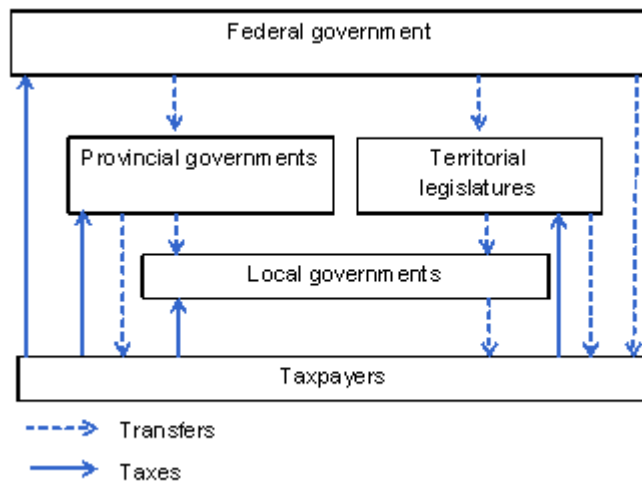 Federal government
Provincial governments
Territorial
legislatures
Local governments
Taxpayers
Transfers
Taxes